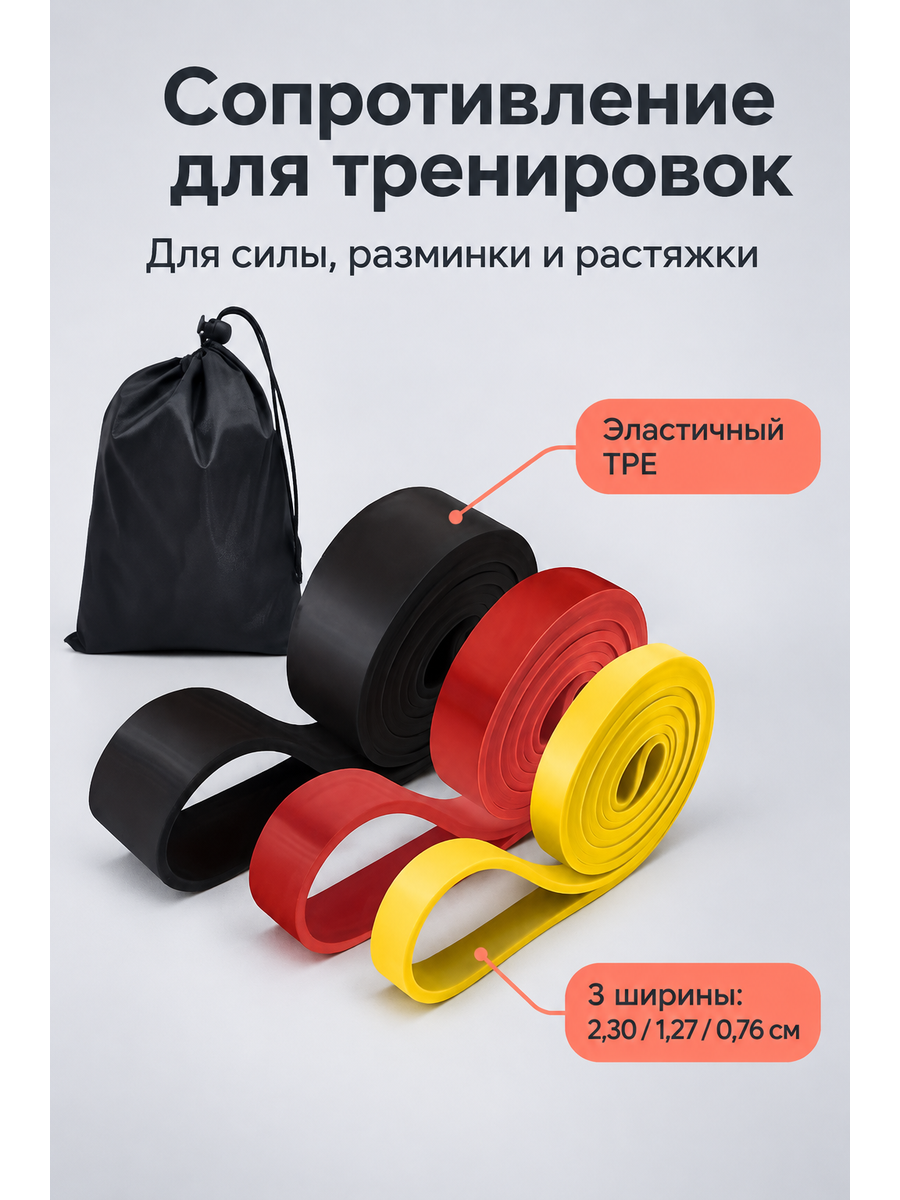 Сопротивление
для тренировок
Для силы, разминки и растяжки
Эластичный
TPE
3 ширины:
2,30 / 1,27 / 0,76 см